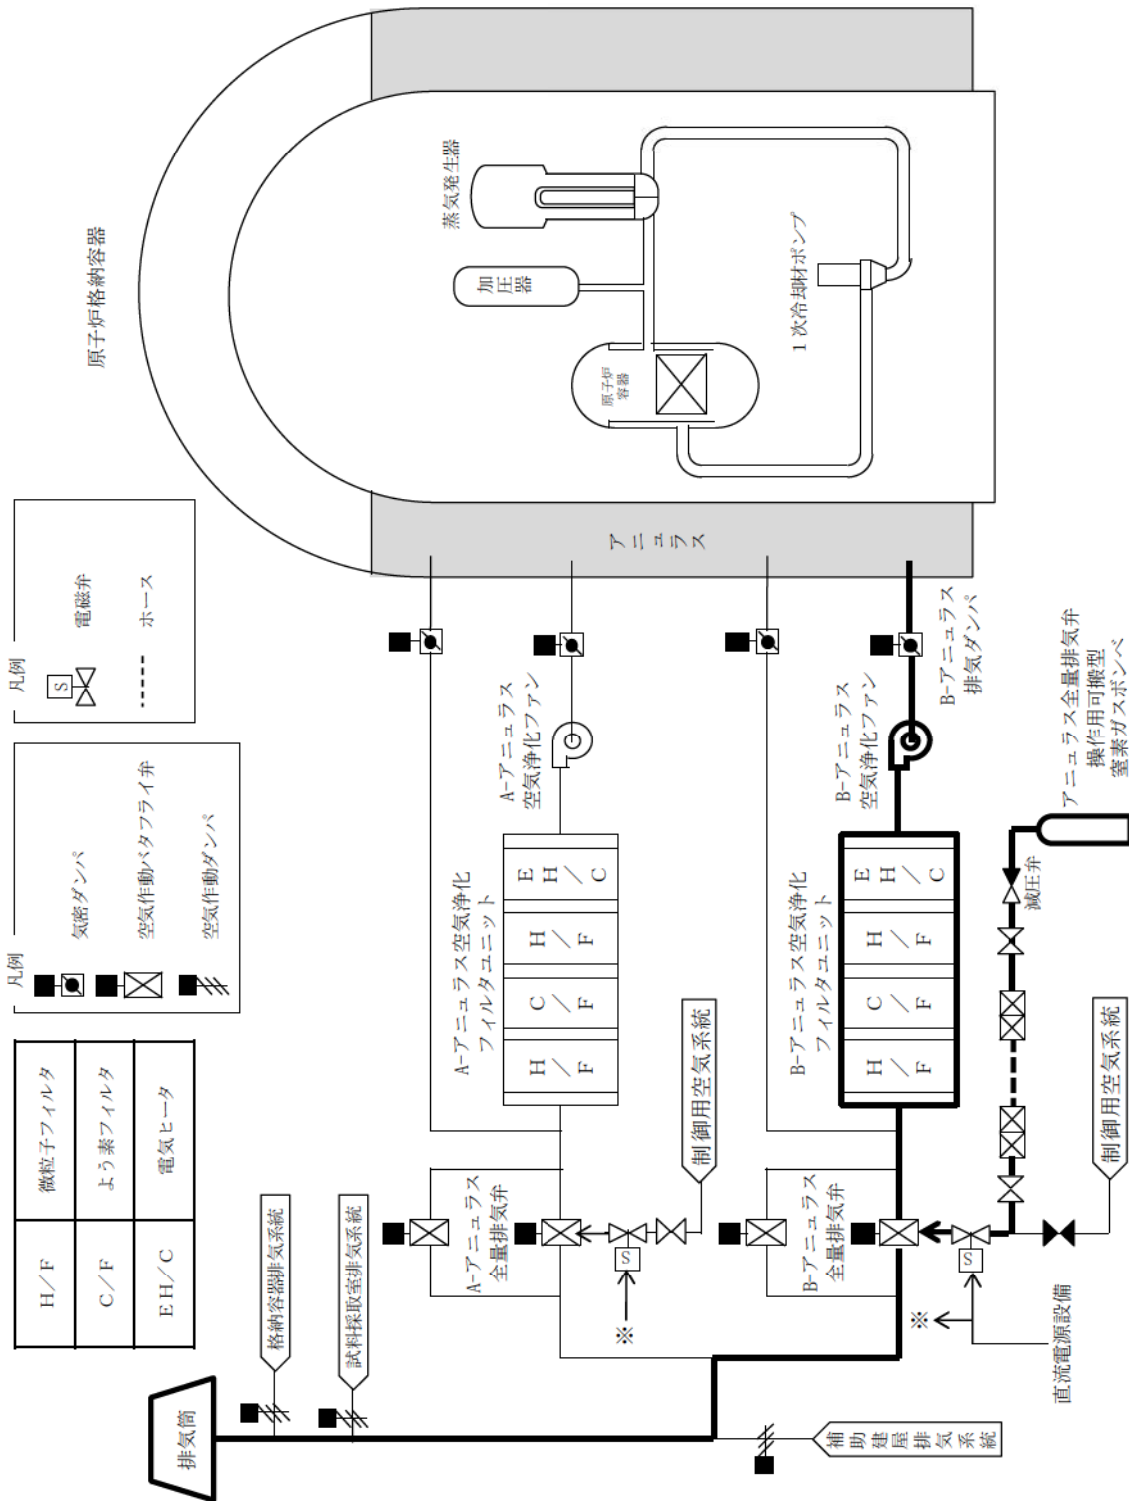 H/F 微粒子フィルタ
C/F よう素フィルタ
EH/C 電気ヒータ
凡例
気密ダンパ
空気作動バタフライ弁
空気作動ダンパ
凡例
S
電磁弁
ホース
原子炉格納容器
排気筒
格納容器排気系統
試料採取室排気系統
補助建屋排気系統
A-アニュラス
全量排気弁
S
※
制御用空気系統
A-アニュラス空気浄化
フィルタユニット
H/F
C/F
H/F
EH/C
A-アニュラス
空気浄化ファン
B-アニュラス
全量排気弁
S
※
直流電源設備
制御用空気系統
B-アニュラス空気浄化
フィルタユニット
H/F
C/F
H/F
EH/C
B-アニュラス
空気浄化ファン
B-アニュラス
排気ダンパ
減圧弁
アニュラス全量排気弁
操作用可搬型
窒素ガスボンベ
アニュラス
蒸気発生器
加圧器
原子炉
容器
1次冷却材ポンプ